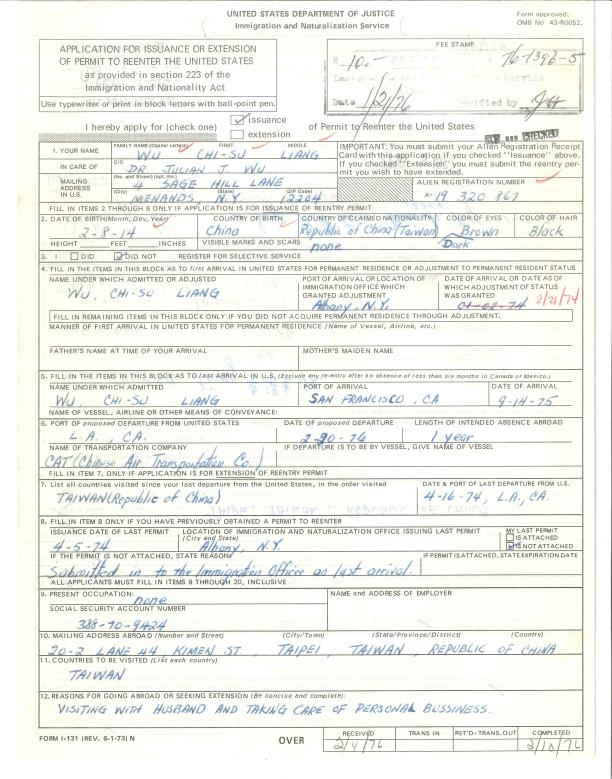 UNITED STATES DEPARTMENT OF JUSTICE
Immigration and Naturalization Service
Form approved.
OMB No 43-R0052.
APPLICATION FOR ISSUANCE OR EXTENSION
OF PERMIT TO REENTER THE UNITED STATES
as provided in section 223 of the
Immigration and Nationality Act
Use typewriter or print in block letters with ball-point pen.
FEE STAMP
$ 10.-
76-1396-5
Date 1/21/76
verified by
I hereby apply for (check one)
issuance
extension
of Permit to Reenter the United States
CHECKED
1. YOUR NAME
FAMILY NAME (Capital Letters) FIRST MIDDLE
WU CHI-SU LIANG
IN CARE OF
C/O
DR JULIAN J. WU
MAILING ADDRESS IN U.S.
(No. and Street) (Apt. No.)
4 SAGE HILL LANE
(City) (State) (ZIP Code)
MENANDS, N.Y 12204
IMPORTANT: You must submit your Alien Registration Receipt
Card with this application if you checked "Issuance" above.
If you checked "Extension" you must submit the reentry per-
mit you wish to have extended.
ALIEN REGISTRATION NUMBER
A-19 320 867
FILL IN ITEMS 2 THROUGH 6 ONLY IF APPLICATION IS FOR ISSUANCE OF REENTRY PERMIT
2. DATE OF BIRTH (Month, Day, Year)
2-8-14
COUNTRY OF BIRTH
China
COUNTRY OF CLAIMED NATIONALITY
Republic of China (Taiwan)
COLOR OF EYES
Brown
Dark
COLOR OF HAIR
Black
HEIGHT FEET INCHES
VISIBLE MARKS AND SCARS
none
3. I DID DID NOT REGISTER FOR SELECTIVE SERVICE
4. FILL IN THE ITEMS IN THIS BLOCK AS TO first ARRIVAL IN UNITED STATES FOR PERMANENT RESIDENCE OR ADJUSTMENT TO PERMANENT RESIDENT STATUS
NAME UNDER WHICH ADMITTED OR ADJUSTED
WU, CHI-SU LIANG
PORT OF ARRIVAL OR LOCATION OF
IMMIGRATION OFFICE WHICH
GRANTED ADJUSTMENT
Albany, N.Y.
DATE OF ARRIVAL OR DATE AS OF
WHICH ADJUSTMENT OF STATUS
WAS GRANTED
01-02-74 2/21/74
FILL IN REMAINING ITEMS IN THIS BLOCK ONLY IF YOU DID NOT ACQUIRE PERMANENT RESIDENCE THROUGH ADJUSTMENT.
MANNER OF FIRST ARRIVAL IN UNITED STATES FOR PERMANENT RESIDENCE (Name of Vessel, Airline, etc.)
FATHER'S NAME AT TIME OF YOUR ARRIVAL
MOTHER'S MAIDEN NAME
5. FILL IN THE ITEMS IN THIS BLOCK AS TO last ARRIVAL IN U.S. (Exclude any re-entry after an absence of less than six months in Canada or Mexico.)
NAME UNDER WHICH ADMITTED
WU, CHI-SU LIANG
PORT OF ARRIVAL
SAN FRANCISCO, CA
DATE OF ARRIVAL
9-14-75
NAME OF VESSEL, AIRLINE OR OTHER MEANS OF CONVEYANCE:
6. PORT OF proposed DEPARTURE FROM UNITED STATES
L.A., CA.
DATE OF proposed DEPARTURE
2-20-76
LENGTH OF INTENDED ABSENCE ABROAD
1 year
NAME OF TRANSPORTATION COMPANY
CAT (Chinese Air Transportation Co.)
IF DEPARTURE IS TO BE BY VESSEL, GIVE NAME OF VESSEL
FILL IN ITEM 7, ONLY IF APPLICATION IS FOR EXTENSION OF REENTRY PERMIT
7. List all countries visited since your last departure from the United States, in the order visited
TAIWAN (Republic of China)
DATE & PORT OF LAST DEPARTURE FROM U.S.
4-16-74, L.A., CA.
8. FILL IN ITEM 8 ONLY IF YOU HAVE PREVIOUSLY OBTAINED A PERMIT TO REENTER
ISSUANCE DATE OF LAST PERMIT
4-5-74
LOCATION OF IMMIGRATION AND NATURALIZATION OFFICE ISSUING LAST PERMIT
(City and State)
Albany, N.Y.
MY LAST PERMIT
IS ATTACHED
IS NOT ATTACHED
IF THE PERMIT IS NOT ATTACHED, STATE REASON
Submitted in to the Immigration Officer on last arrival.
IF PERMIT IS ATTACHED, STATE EXPIRATION DATE
ALL APPLICANTS MUST FILL IN ITEMS 9 THROUGH 20, INCLUSIVE
9. PRESENT OCCUPATION:
none
NAME AND ADDRESS OF EMPLOYER
SOCIAL SECURITY ACCOUNT NUMBER
388-70-9424
10. MAILING ADDRESS ABROAD (Number and Street) (City/Town) (State/Province/District) (Country)
20-2 LANE 44, KIMEN ST., TAIPEI, TAIWAN, REPUBLIC OF CHINA
11. COUNTRIES TO BE VISITED (List each country)
TAIWAN
12. REASONS FOR GOING ABROAD OR SEEKING EXTENSION (Be concise and complete):
VISITING WITH HUSBAND AND TAKING CARE OF PERSONAL BUSSINESS.
FORM I-131 (REV. 6-1-73) N
OVER
RECEIVED
2/4/76
TRANS IN
RET'D-TRANS. OUT
COMPLETED
2/10/76